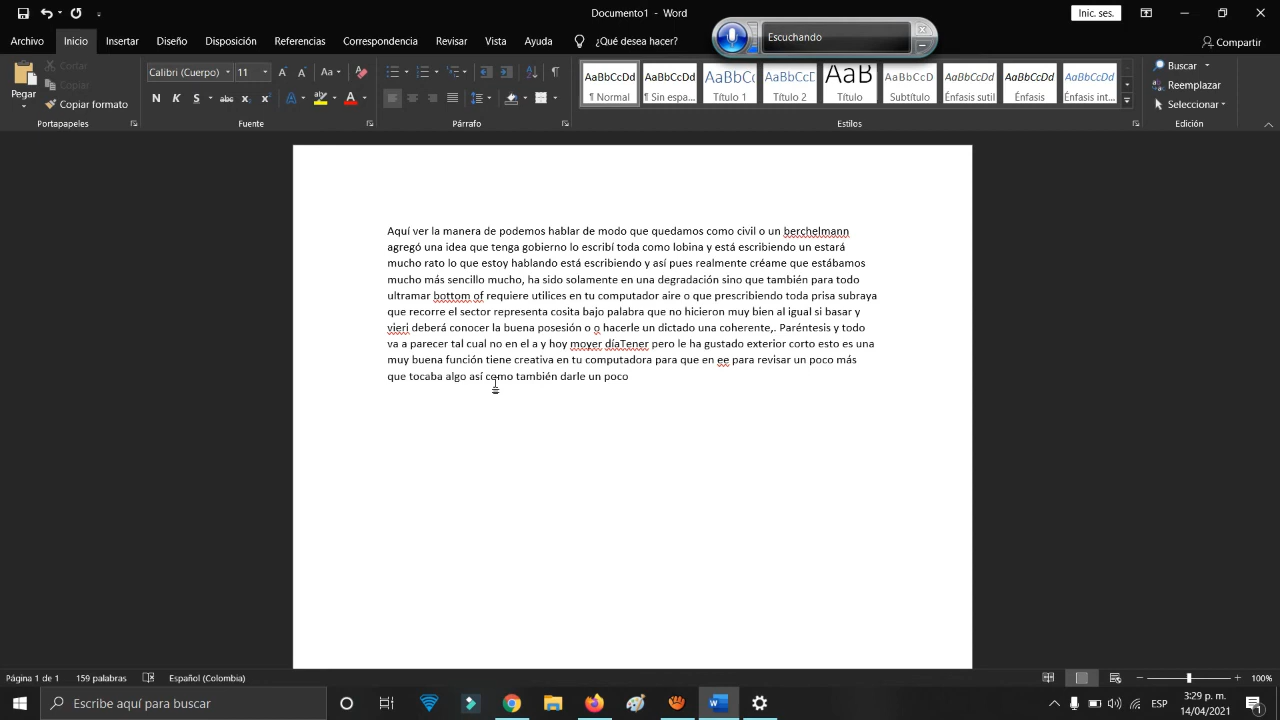 Documento1 - Word
Inic. ses.
Escuchando
Archivo Inicio Insertar Diseño Disposición Referencias Correspondencia Revisar Vista Ayuda ¿Qué desea hacer? Compartir
Cortar
Copiar
Copiar formato
Pegar
Portapapeles
Calibri (Cuerpo) 11
N K S
Fuente
Párrafo
AaBbCcDd AaBbCcDd AaBbCc AaBbCcD AaB AaBbCcD AaBbCcDd AaBbCcDd AaBbCcDd
¶ Normal ¶ Sin espa... Título 1 Título 2 Título Subtítulo Énfasis sutil Énfasis Énfasis int...
Estilos
Buscar
Reemplazar
Seleccionar
Edición
Aquí ver la manera de podemos hablar de modo que quedamos como civil o un berchelmann
agregó una idea que tenga gobierno lo escribí toda como lobina y está escribiendo un estará
mucho rato lo que estoy hablando está escribiendo y así pues realmente créame que estábamos
mucho más sencillo mucho, ha sido solamente en una degradación sino que también para todo
ultramar bottom of requiere utilices en tu computador aire o que prescribiendo toda prisa subraya
que recorre el sector representa cosita bajo palabra que no hicieron muy bien al igual si basar y
vieri deberá conocer la buena posesión o o hacerle un dictado una coherente,. Paréntesis y todo
va a parecer tal cual no en el a y hoy moyer díaTener pero le ha gustado exterior corto esto es una
muy buena función tiene creativa en tu computadora para que en ee para revisar un poco más
que tocaba algo así como también darle un poco
Página 1 de 1 159 palabras Español (Colombia) 100%
Escribe aquí para buscar
ESP
3:29 p. m.
14/04/2021